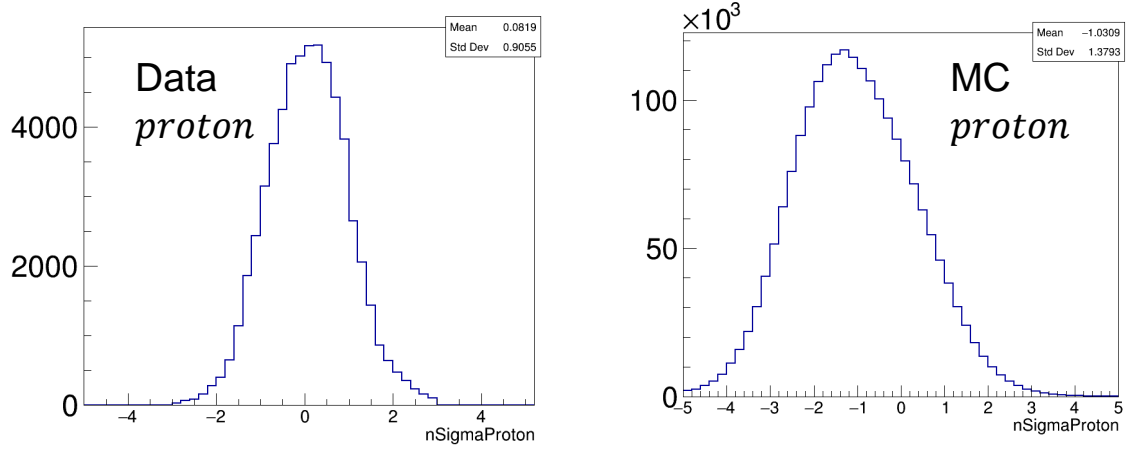 Mean 0.0819
Std Dev 0.9055
Data
proton
4000
2000
0
−4 −2 0 2 4
nSigmaProton
×10³
Mean −1.0309
Std Dev 1.3793
MC
proton
100
50
0
−5 −4 −3 −2 −1 0 1 2 3 4 5
nSigmaProton